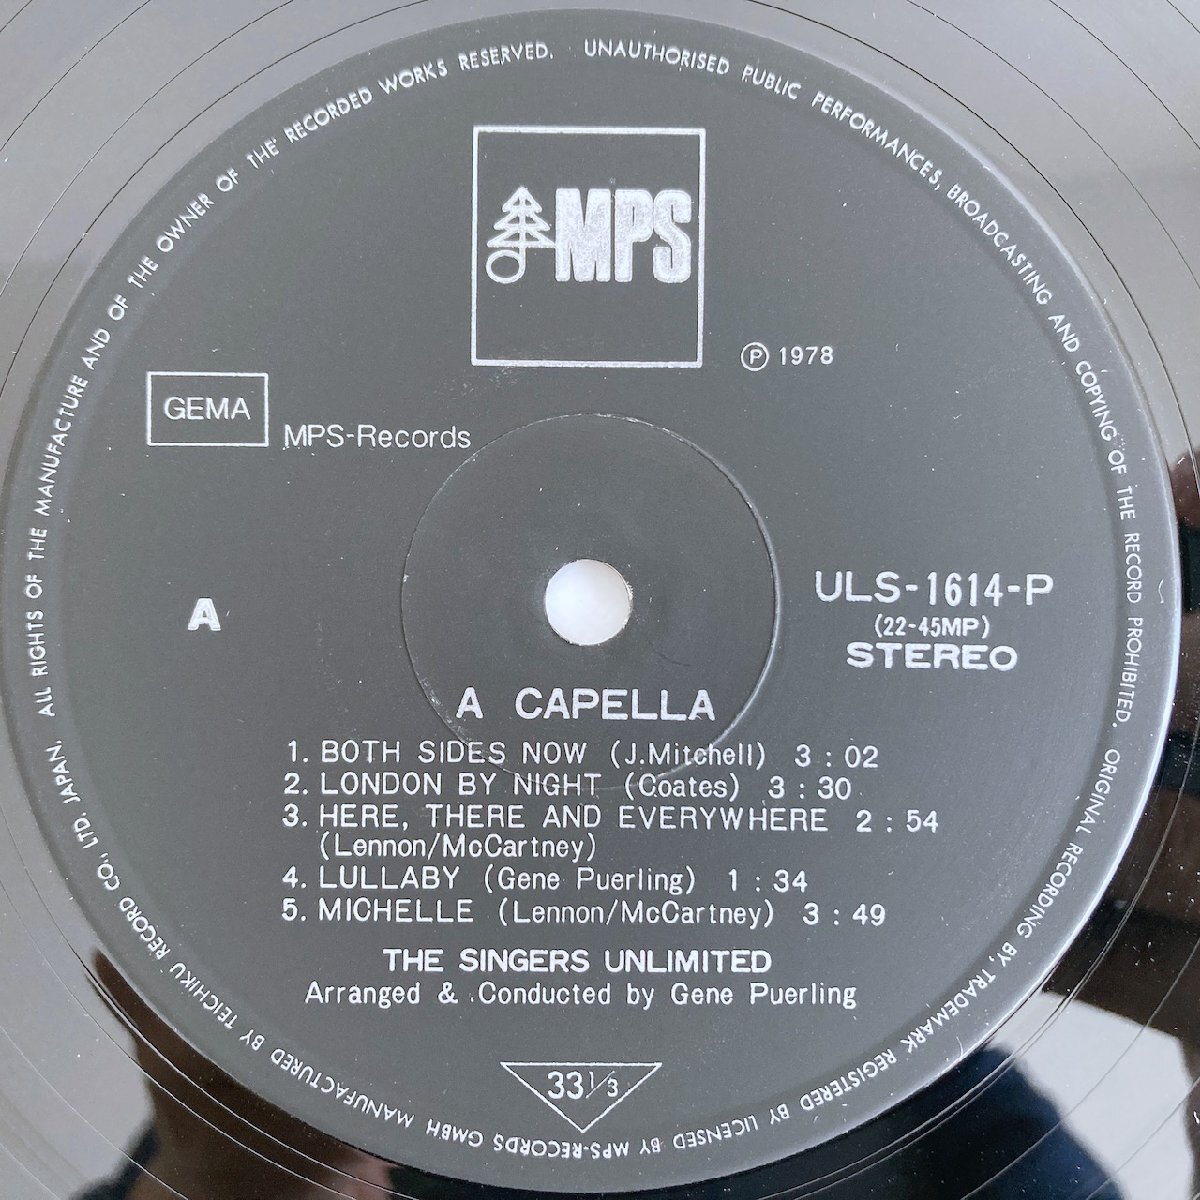 MPS
℗ 1978
GEMA
MPS-Records
A
ULS-1614-P
(22-45MP)
STEREO
A CAPELLA
1. BOTH SIDES NOW (J.Mitchell) 3 : 02
2. LONDON BY NIGHT (Coates) 3 : 30
3. HERE, THERE AND EVERYWHERE 2 : 54
(Lennon/McCartney)
4. LULLABY (Gene Puerling) 1 : 34
5. MICHELLE (Lennon/McCartney) 3 : 49
THE SINGERS UNLIMITED
Arranged & Conducted by Gene Puerling
33 1/3
ALL RIGHTS OF THE MANUFACTURE AND OF THE OWNER OF THE RECORDED WORKS RESERVED. UNAUTHORISED PUBLIC PERFORMANCES, BROADCASTING AND COPYING OF THE RECORD PROHIBITED. ORIGINAL RECORDING BY, TRADEMARK REGISTERED BY LICENSED BY MPS-RECORDS GMBH MANUFACTURED BY TEICHIKU RECORD CO., LTD. JAPAN.